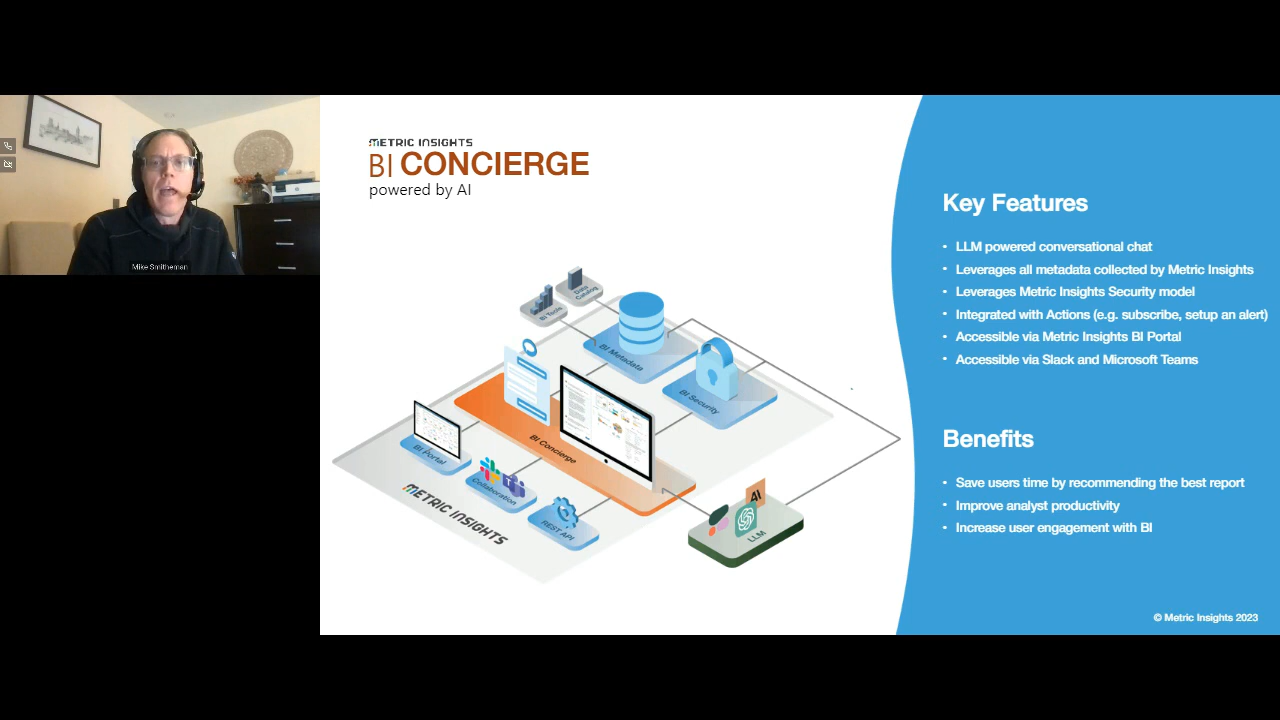 METRIC INSIGHTS
BI CONCIERGE
powered by AI
Mike Smitheman
Data
Catalog
BI Tools
BI Metadata
BI Security
BI Concierge
BI Portal
Collaboration
REST API
METRIC INSIGHTS
AI
LLM
Key Features
• LLM powered conversational chat
• Leverages all metadata collected by Metric Insights
• Leverages Metric Insights Security model
• Integrated with Actions (e.g. subscribe, setup an alert)
• Accessible via Metric Insights BI Portal
• Accessible via Slack and Microsoft Teams
Benefits
• Save users time by recommending the best report
• Improve analyst productivity
• Increase user engagement with BI
© Metric Insights 2023